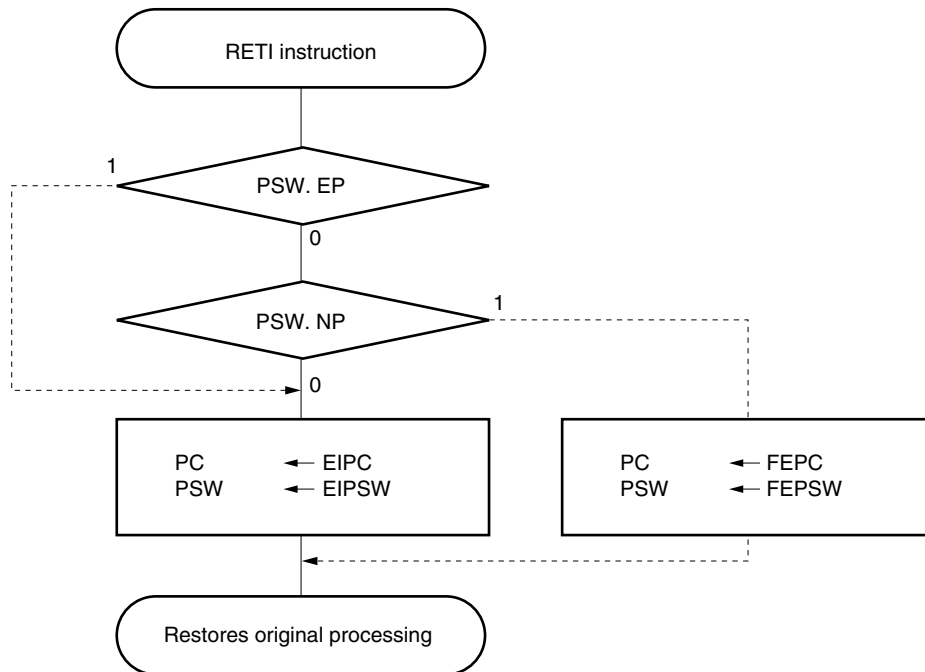 RETI instruction
1
PSW. EP
0
PSW. NP
1
0
PC ← EIPC
PSW ← EIPSW
PC ← FEPC
PSW ← FEPSW
Restores original processing